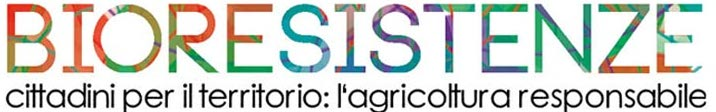 BIORESISTENZE
cittadini per il territorio: l'agricoltura responsabile